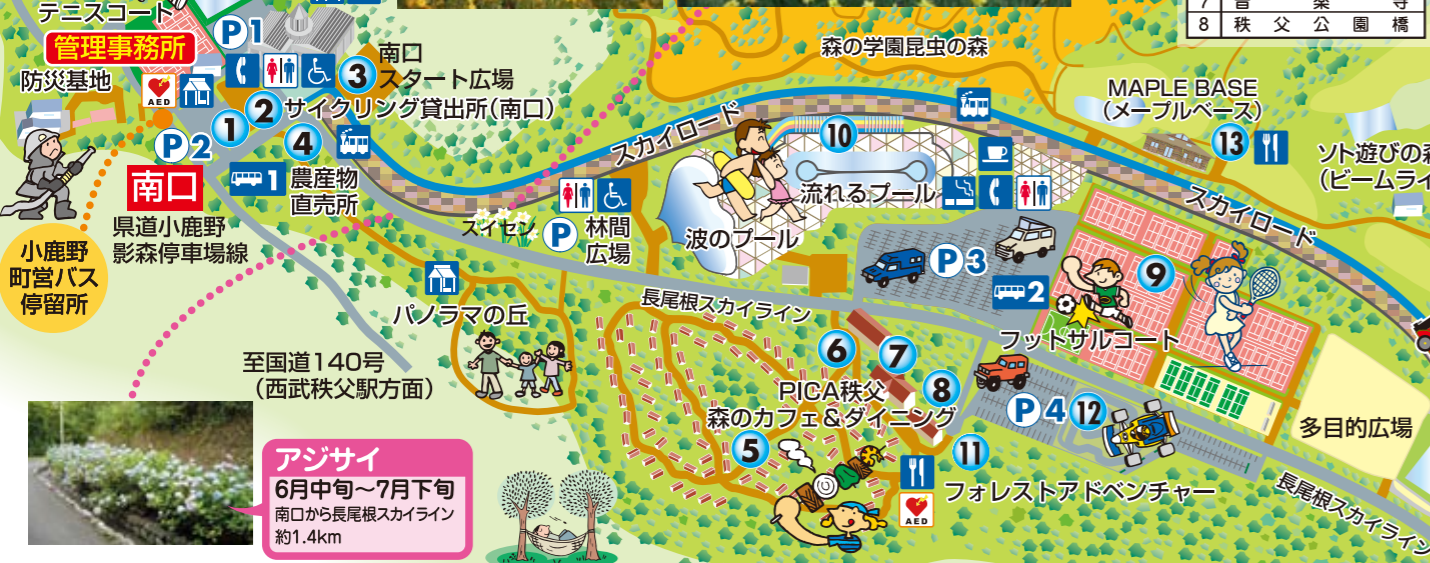 テニスコート
管理事務所
防災基地
AED
P1
南口
スタート広場
3
2
サイクリング貸出所（南口）
1
4
P2
南口
1
農産物
直売所
県道小鹿野
影森停車場線
小鹿野
町営バス
停留所
スイセン
P
林間
広場
スカイロード
森の学園昆虫の森
8 秩父公園橋
MAPLE BASE
（メープルベース）
13
10
流れるプール
波のプール
スカイロード
P3
2
9
フットサルコート
長尾根スカイライン
パノラマの丘
至国道140号
（西武秩父駅方面）
6
7
8
PICA秩父
森のカフェ&ダイニング
5
P4
12
多目的広場
11
フォレストアドベンチャー
AED
長尾根スカイライン
アジサイ
6月中旬〜7月下旬
南口から長尾根スカイライン
約1.4km